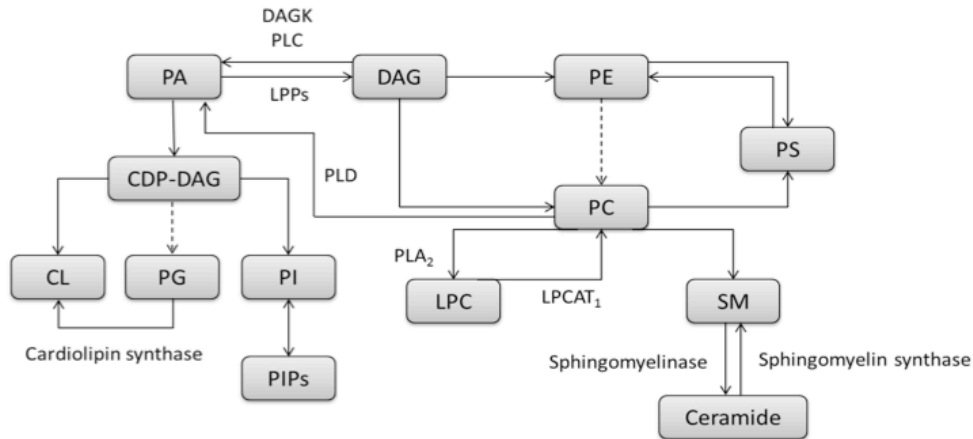 DAGK
PLC
PA
DAG
PE
LPPs
PS
CDP-DAG
PLD
PC
PLA₂
CL
PG
PI
LPC
LPCAT₁
SM
Cardiolipin synthase
Sphingomyelinase
Sphingomyelin synthase
PIPs
Ceramide